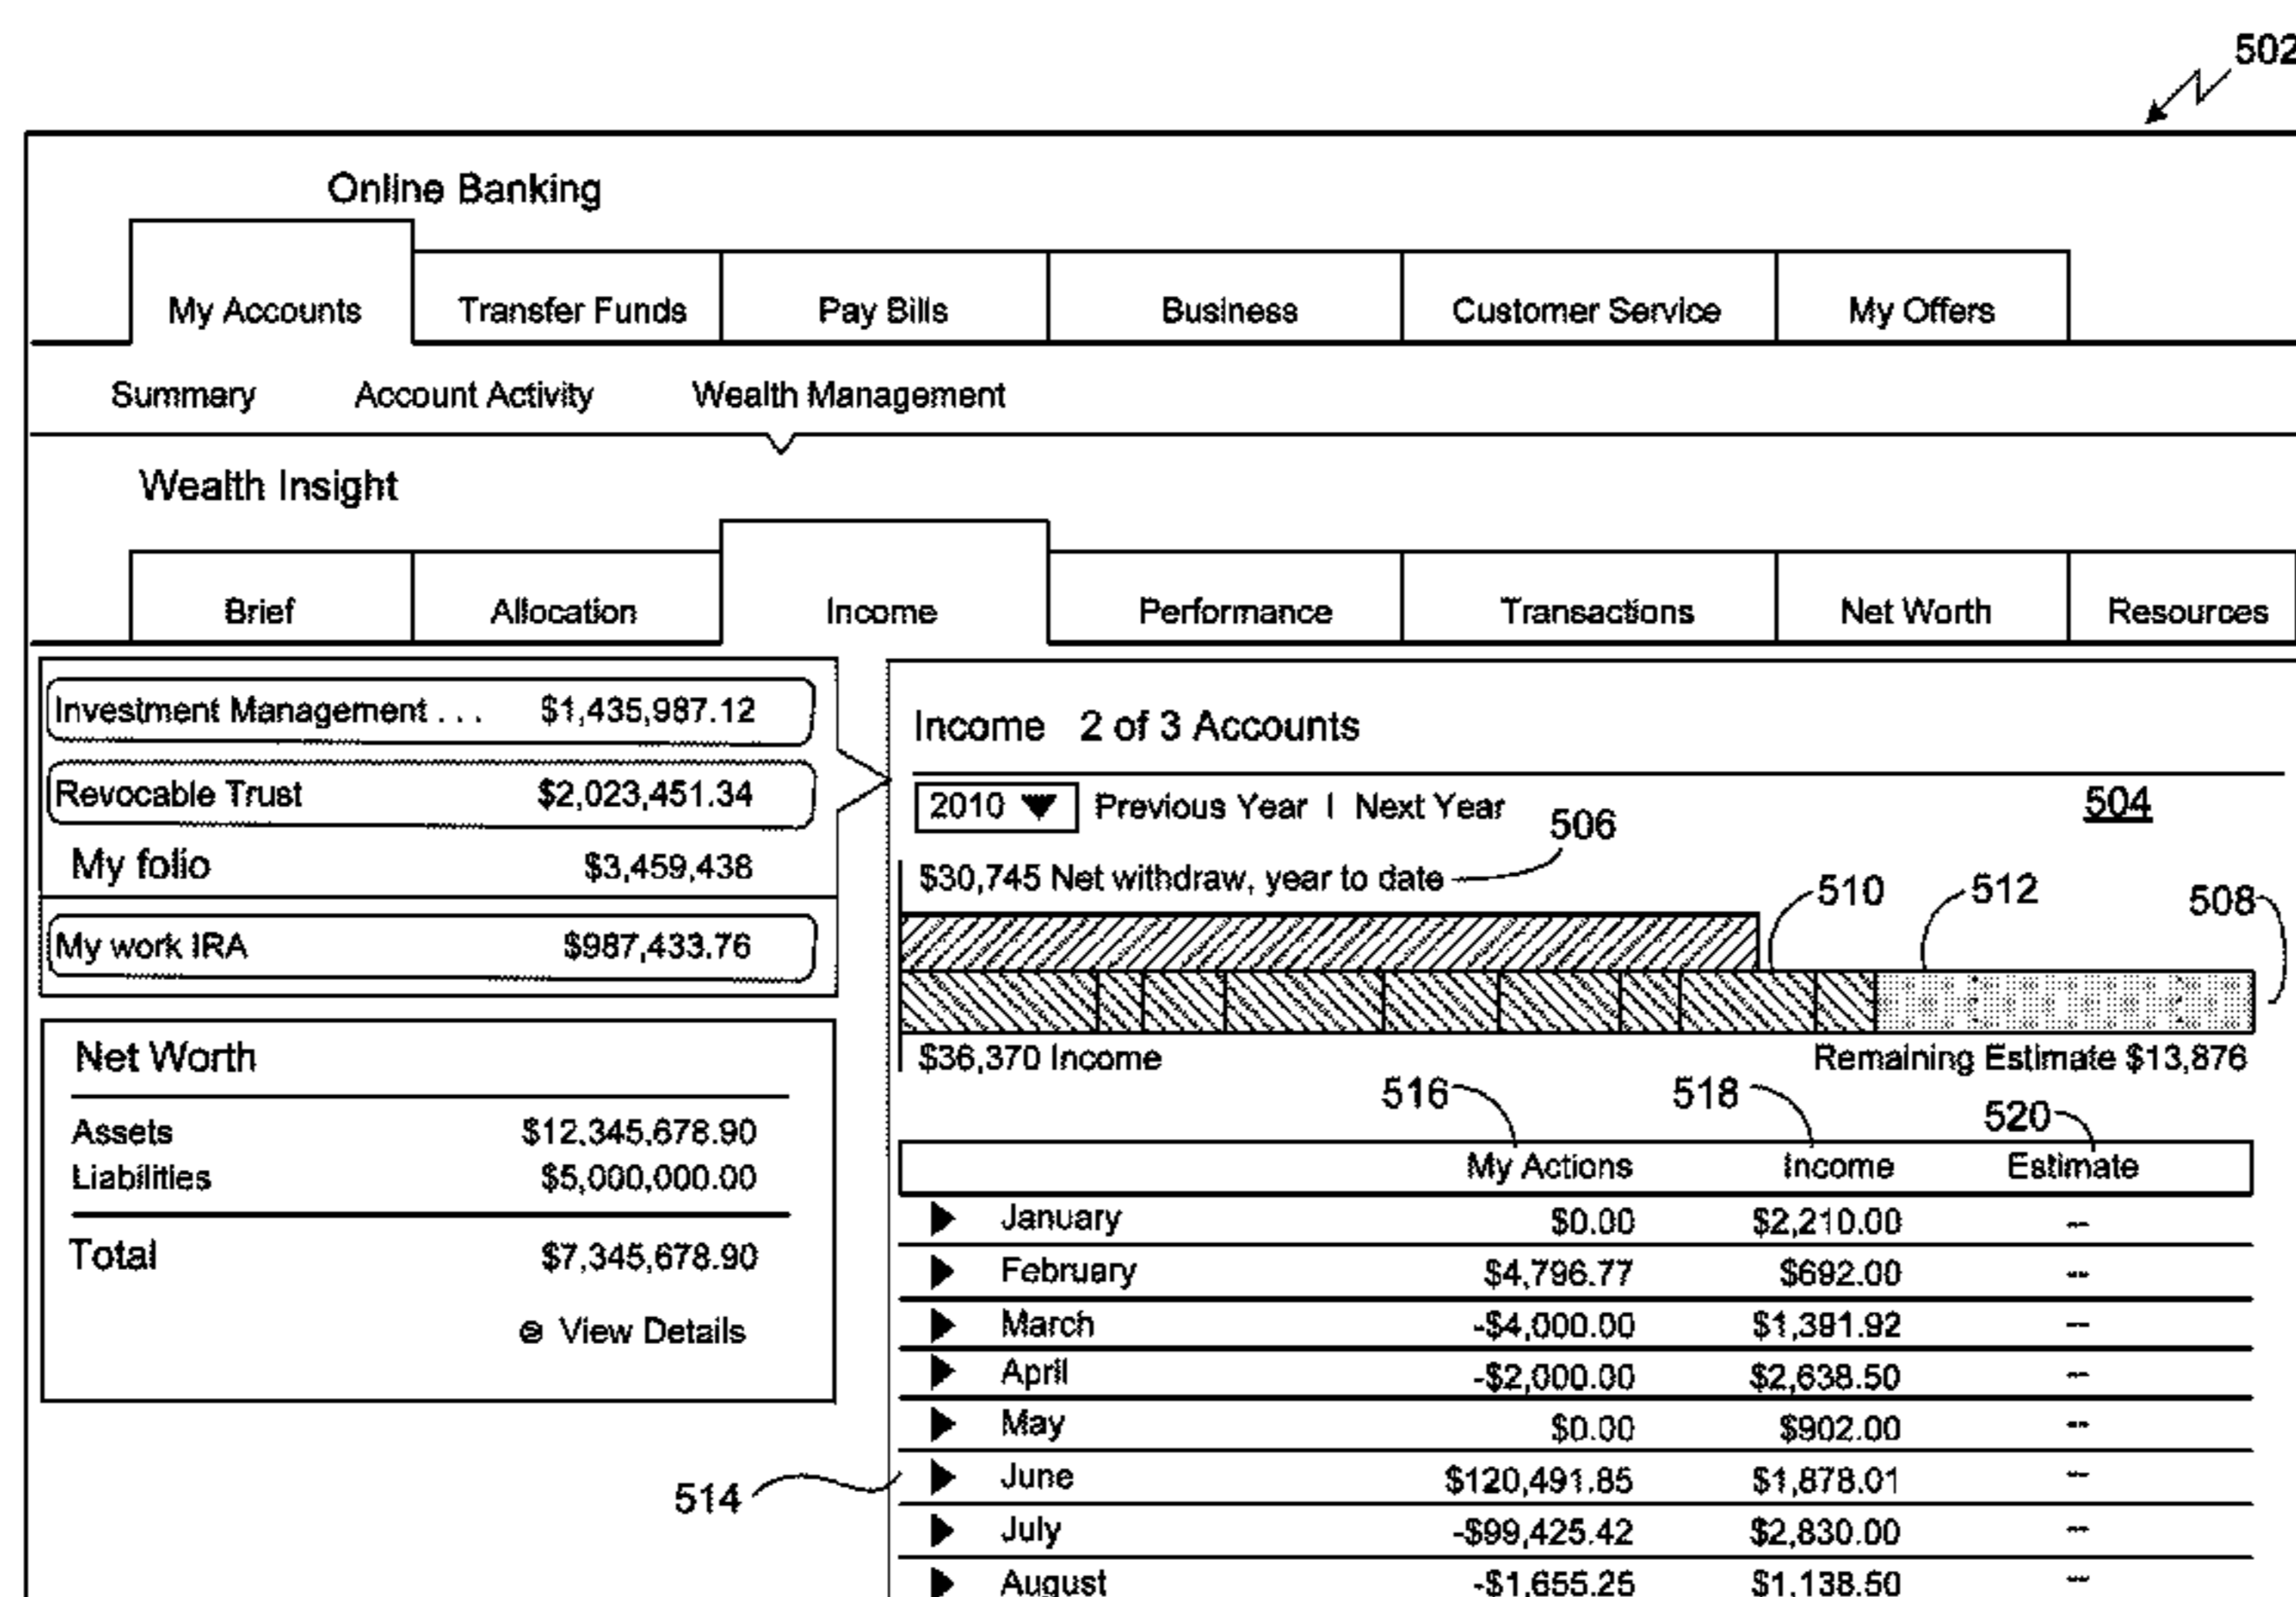 502
Online Banking
My Accounts Transfer Funds Pay Bills Business Customer Service My Offers
Summary Account Activity Wealth Management
Wealth Insight
Brief Allocation Income Performance Transactions Net Worth Resources
Investment Management . . . $1,435,987.12
Revocable Trust $2,023,451.34
My folio $3,459,438
My work IRA $987,433.76
Net Worth
Assets $12,345,678.90
Liabilities $5,000,000.00
Total $7,345,678.90
View Details
Income 2 of 3 Accounts
2010 Previous Year | Next Year
504
506
$30,745 Net withdraw, year to date
510 512 508
$36,370 Income Remaining Estimate $13,876
516 518 520
My Actions Income Estimate
January $0.00 $2,210.00 --
February $4,796.77 $692.00 --
March -$4,000.00 $1,391.92 --
April -$2,000.00 $2,638.50 --
May $0.00 $902.00 --
514
June $120,491.85 $1,878.01 --
July -$99,425.42 $2,830.00 --
August -$1,655.25 $1,138.50 --